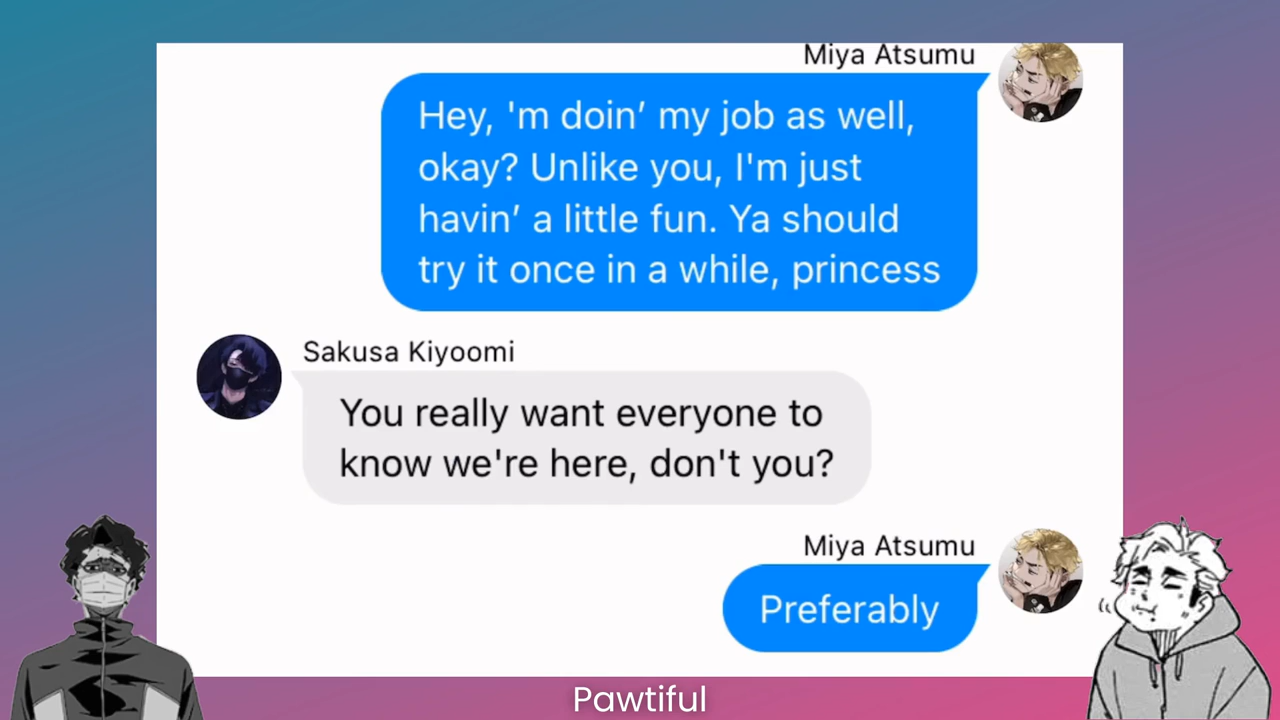 Miya Atsumu
Hey, 'm doin’ my job as well,
okay? Unlike you, I'm just
havin’ a little fun. Ya should
try it once in a while, princess
Sakusa Kiyoomi
You really want everyone to
know we're here, don't you?
Miya Atsumu
Preferably
Pawtiful